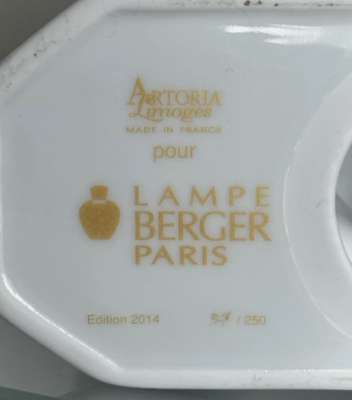 ARTORIA
Limoges
MADE IN FRANCE
pour
LAMPE
BERGER
PARIS
Edition 2014 / 250